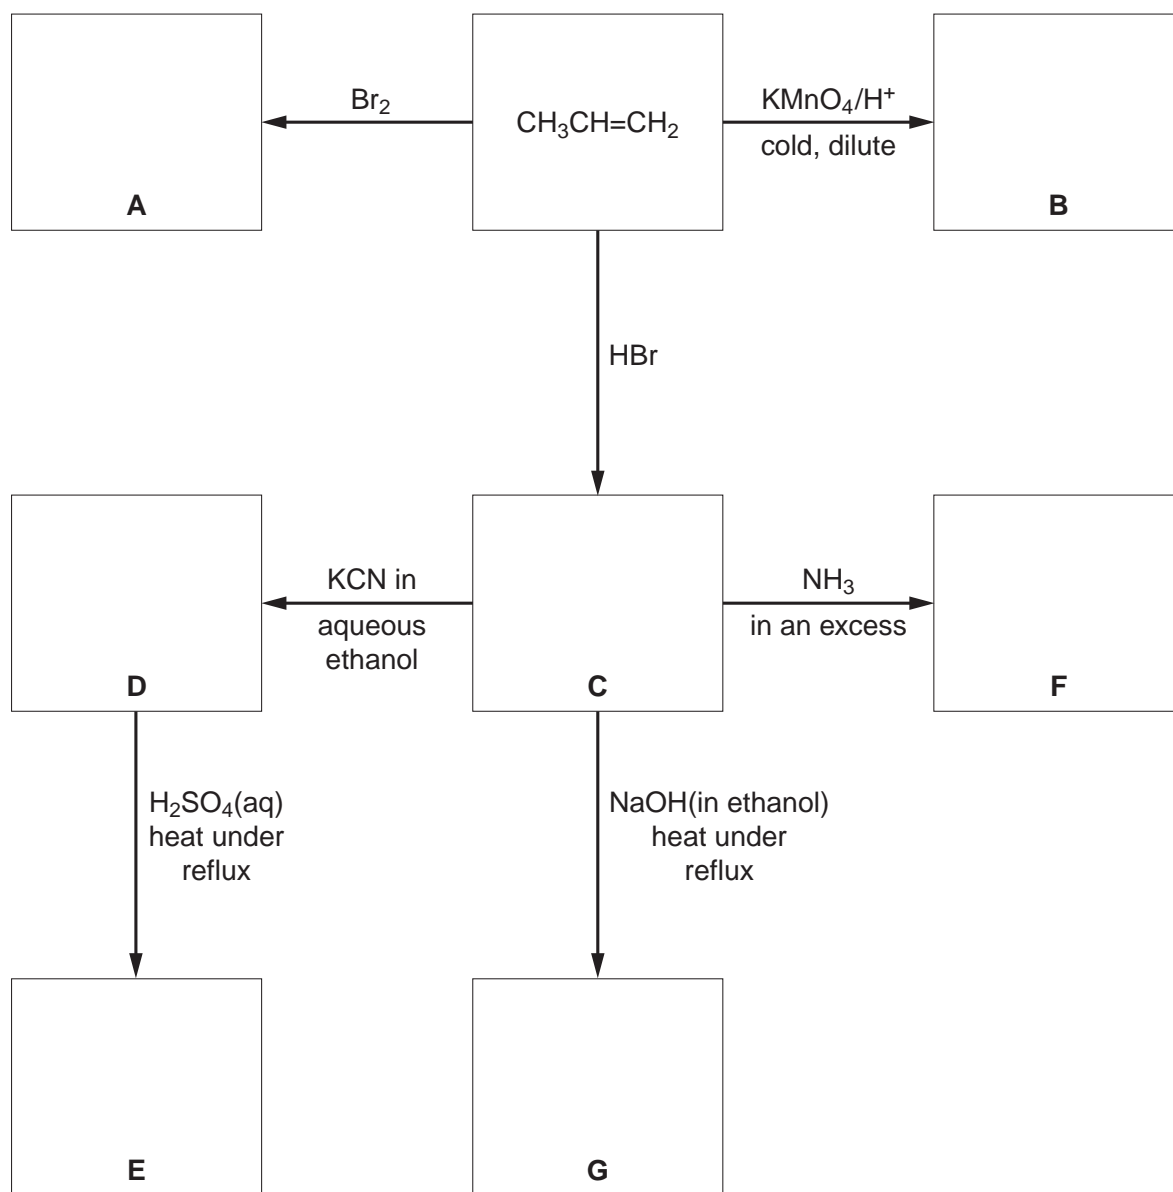 Br₂
CH₃CH=CH₂
KMnO₄/H⁺
cold, dilute
A
B
HBr
KCN in
aqueous
ethanol
NH₃
in an excess
D
C
F
H₂SO₄(aq)
heat under
reflux
NaOH(in ethanol)
heat under
reflux
E
G